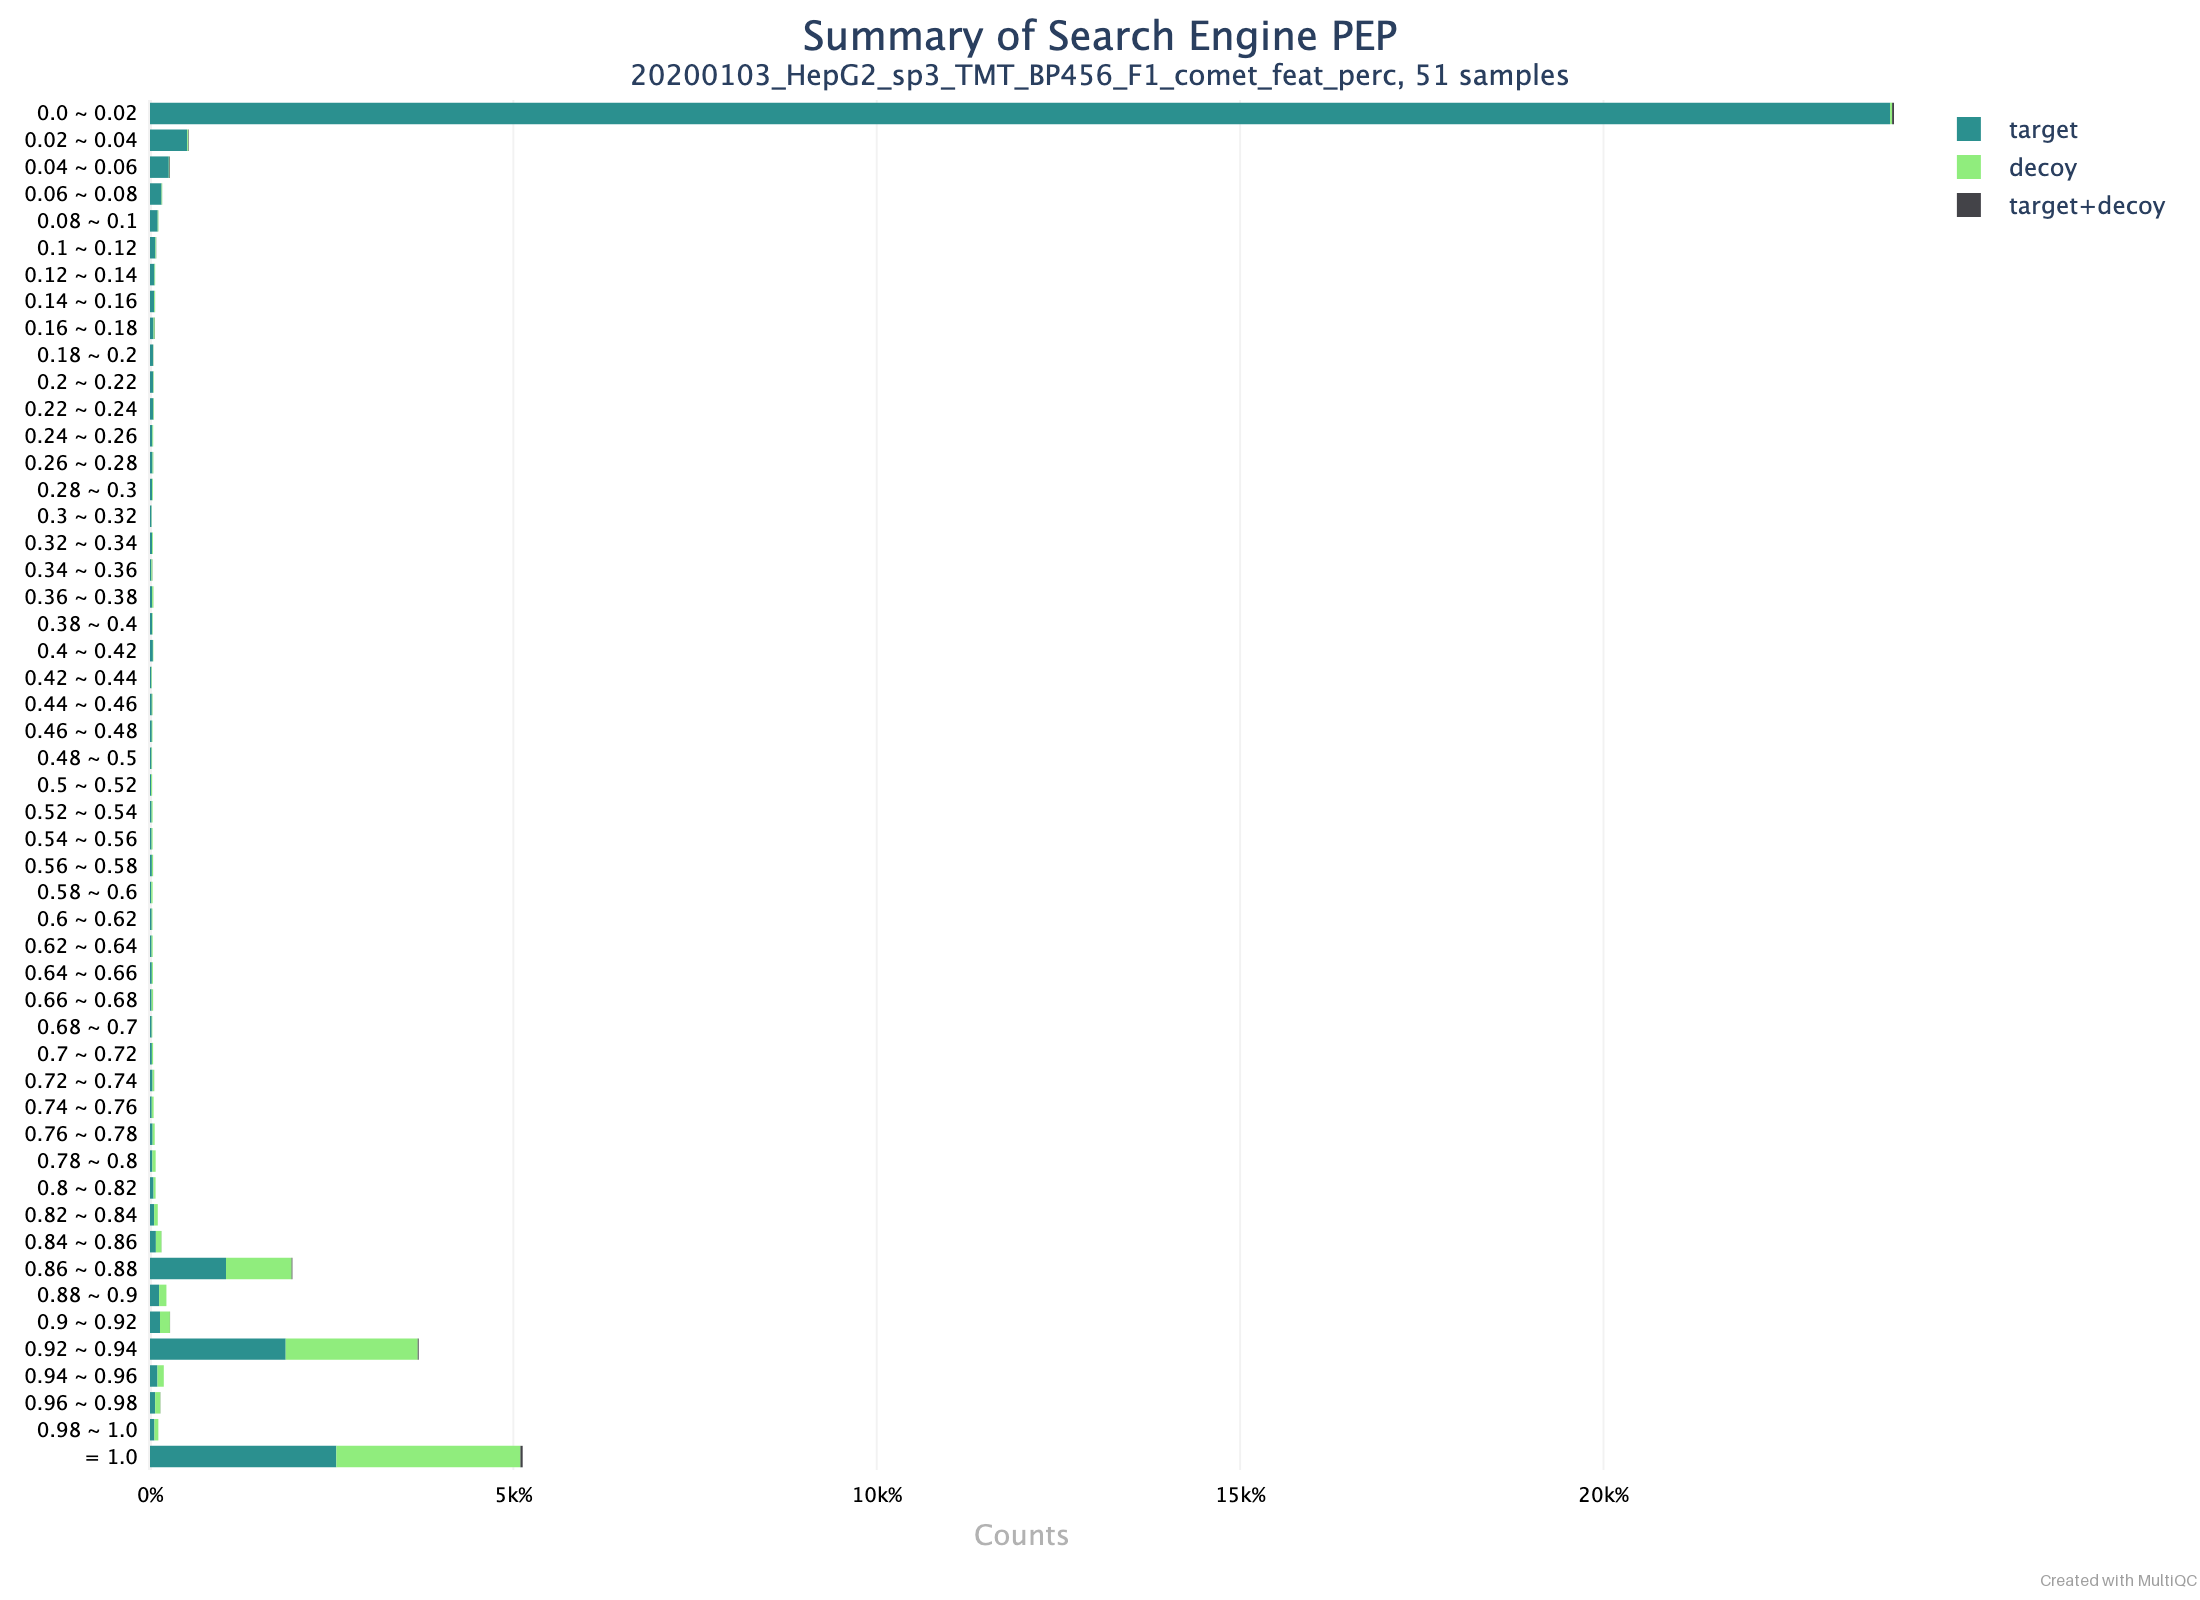 Summary of Search Engine PEP
20200103_HepG2_sp3_TMT_BP456_F1_comet_feat_perc, 51 samples
0.0 ~ 0.02
0.02 ~ 0.04
0.04 ~ 0.06
0.06 ~ 0.08
0.08 ~ 0.1
0.1 ~ 0.12
0.12 ~ 0.14
0.14 ~ 0.16
0.16 ~ 0.18
0.18 ~ 0.2
0.2 ~ 0.22
0.22 ~ 0.24
0.24 ~ 0.26
0.26 ~ 0.28
0.28 ~ 0.3
0.3 ~ 0.32
0.32 ~ 0.34
0.34 ~ 0.36
0.36 ~ 0.38
0.38 ~ 0.4
0.4 ~ 0.42
0.42 ~ 0.44
0.44 ~ 0.46
0.46 ~ 0.48
0.48 ~ 0.5
0.5 ~ 0.52
0.52 ~ 0.54
0.54 ~ 0.56
0.56 ~ 0.58
0.58 ~ 0.6
0.6 ~ 0.62
0.62 ~ 0.64
0.64 ~ 0.66
0.66 ~ 0.68
0.68 ~ 0.7
0.7 ~ 0.72
0.72 ~ 0.74
0.74 ~ 0.76
0.76 ~ 0.78
0.78 ~ 0.8
0.8 ~ 0.82
0.82 ~ 0.84
0.84 ~ 0.86
0.86 ~ 0.88
0.88 ~ 0.9
0.9 ~ 0.92
0.92 ~ 0.94
0.94 ~ 0.96
0.96 ~ 0.98
0.98 ~ 1.0
= 1.0
0% 5k% 10k% 15k% 20k%
Counts
target
decoy
target+decoy
Created with MultiQC